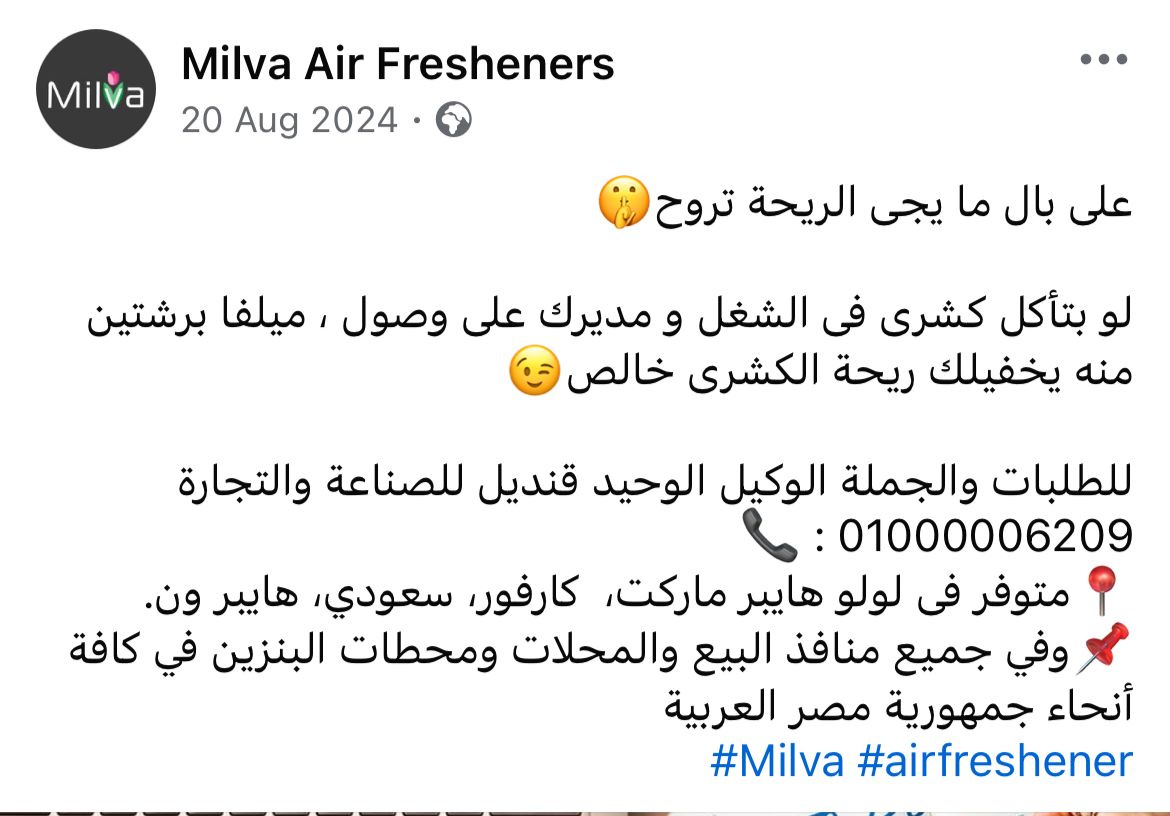 Milva
Milva Air Fresheners
20 Aug 2024 ·
على بال ما يجى الريحة تروح🤫
لو بتأكل كشرى فى الشغل و مديرك على وصول ، ميلفا برشتين
منه يخفيلك ريحة الكشرى خالص😉
للطلبات والجملة الوكيل الوحيد قنديل للصناعة والتجارة
01000006209 : 📞
📍متوفر فى لولو هايبر ماركت،  كارفور، سعودي، هايبر ون.
📌وفي جميع منافذ البيع والمحلات ومحطات البنزين في كافة
أنحاء جمهورية مصر العربية
#Milva #airfreshener